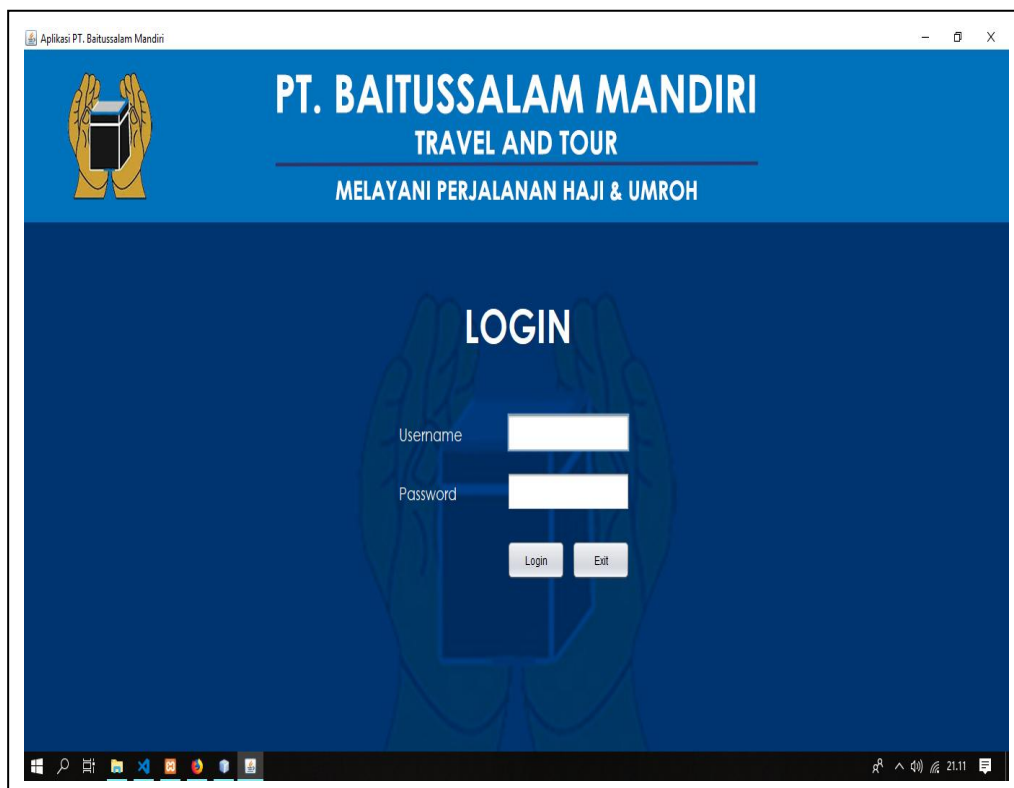 Aplikasi PT. Baitussalam Mandiri
PT. BAITUSSALAM MANDIRI
TRAVEL AND TOUR
MELAYANI PERJALANAN HAJI & UMROH
LOGIN
Username
Password
Login Exit
21.11